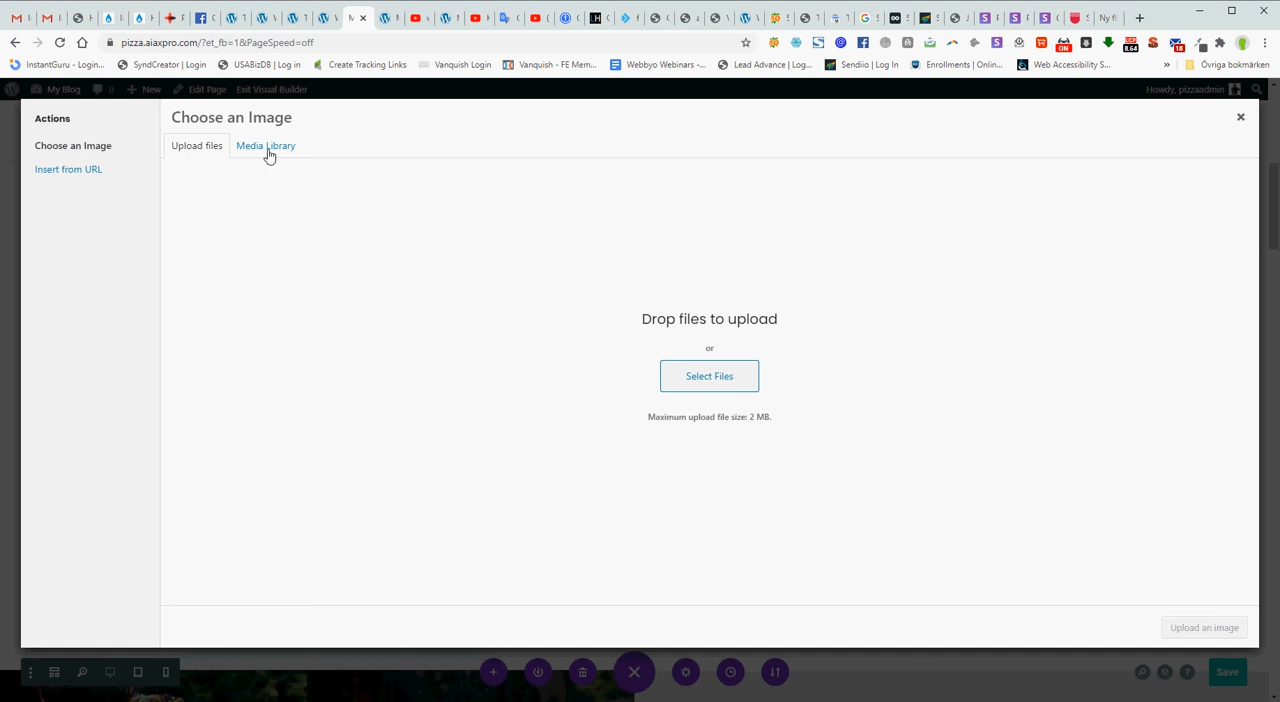 pizza.aiaxpro.com/?et_fb=1&PageSpeed=off
InstantGuru - Login... SyndCreator | Login USABizDB | Log in Create Tracking Links Vanquish Login Vanquish - FE Mem... Webbyo Webinars -... Lead Advance | Log... Sendiio | Log In Enrollments | Onlin... Web Accessibility S... » Övriga bokmärken
My Blog 0 New Edit Page Exit Visual Builder Howdy, pizzaadmin
Actions
Choose an Image
Insert from URL
Choose an Image
Upload files Media Library
Drop files to upload
or
Select Files
Maximum upload file size: 2 MB.
Upload an image
Save